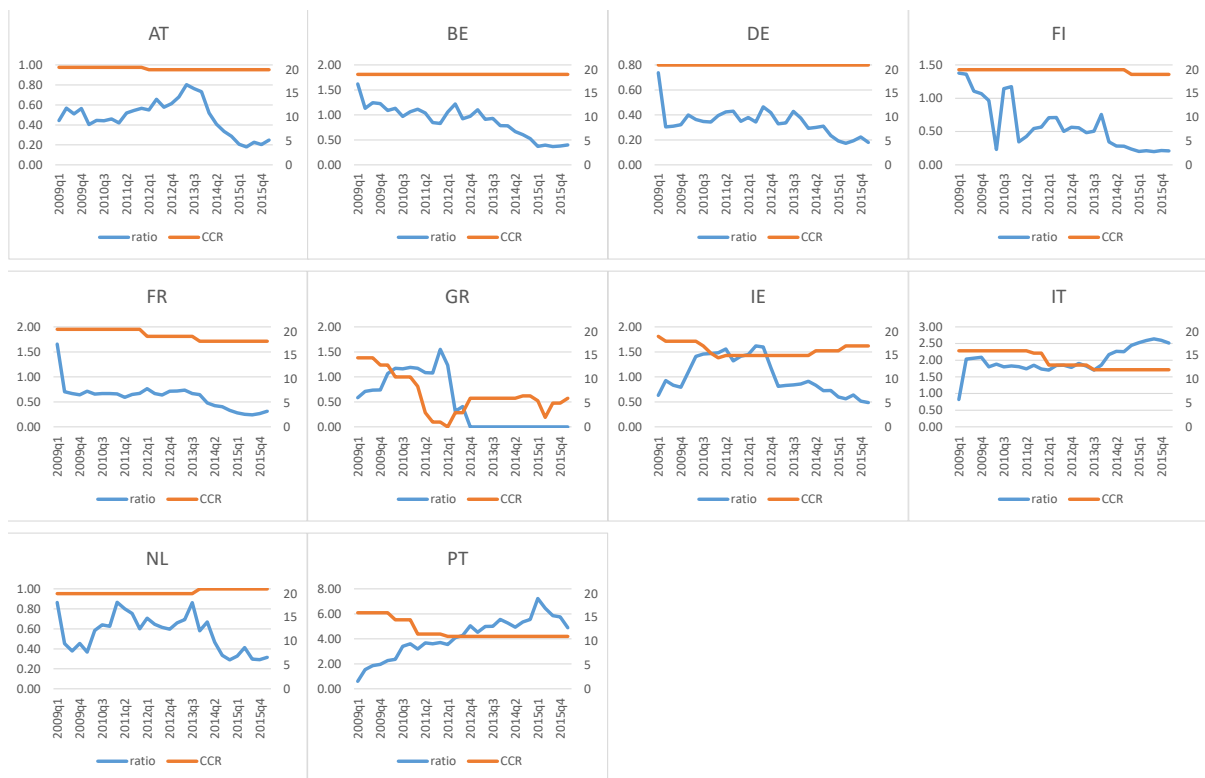 AT
1.00
0.80
0.60
0.40
0.20
0.00
20
15
10
5
0
2009q1
2009q4
2010q3
2011q2
2012q1
2012q4
2013q3
2014q2
2015q1
2015q4
ratio CCR
BE
2.00
1.50
1.00
0.50
0.00
20
15
10
5
0
2009q1
2009q4
2010q3
2011q2
2012q1
2012q4
2013q3
2014q2
2015q1
2015q4
ratio CCR
DE
0.80
0.60
0.40
0.20
0.00
20
15
10
5
0
2009q1
2009q4
2010q3
2011q2
2012q1
2012q4
2013q3
2014q2
2015q1
2015q4
ratio CCR
FI
1.50
1.00
0.50
0.00
20
15
10
5
0
2009q1
2009q4
2010q3
2011q2
2012q1
2012q4
2013q3
2014q2
2015q1
2015q4
ratio CCR
FR
2.00
1.50
1.00
0.50
0.00
20
15
10
5
0
2009q1
2009q4
2010q3
2011q2
2012q1
2012q4
2013q3
2014q2
2015q1
2015q4
ratio CCR
GR
2.00
1.50
1.00
0.50
0.00
20
15
10
5
0
2009q1
2009q4
2010q3
2011q2
2012q1
2012q4
2013q3
2014q2
2015q1
2015q4
ratio CCR
IE
2.00
1.50
1.00
0.50
0.00
20
15
10
5
0
2009q1
2009q4
2010q3
2011q2
2012q1
2012q4
2013q3
2014q2
2015q1
2015q4
ratio CCR
IT
3.00
2.50
2.00
1.50
1.00
0.50
0.00
20
15
10
5
0
2009q1
2009q4
2010q3
2011q2
2012q1
2012q4
2013q3
2014q2
2015q1
2015q4
ratio CCR
NL
1.00
0.80
0.60
0.40
0.20
0.00
20
15
10
5
0
2009q1
2009q4
2010q3
2011q2
2012q1
2012q4
2013q3
2014q2
2015q1
2015q4
ratio CCR
PT
8.00
6.00
4.00
2.00
0.00
20
15
10
5
0
2009q1
2009q4
2010q3
2011q2
2012q1
2012q4
2013q3
2014q2
2015q1
2015q4
ratio CCR